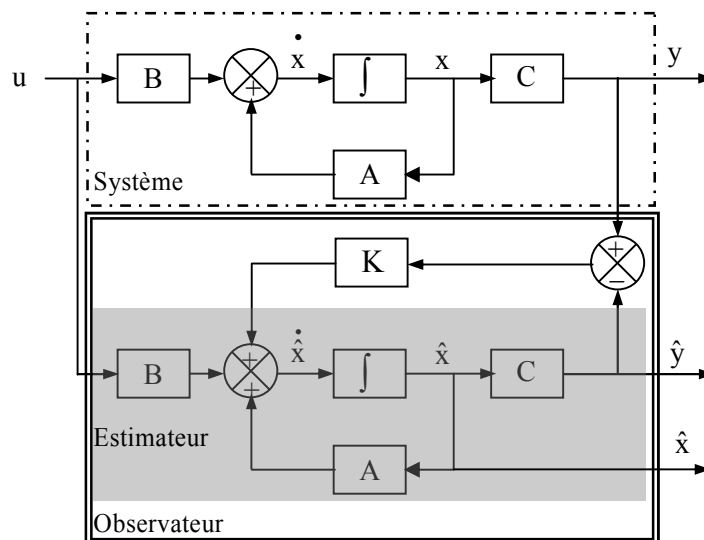 u
B
+
ẋ
∫
x
C
y
A
Système
K
+
−
B
+
+
x̂̇
∫
x̂
C
ŷ
A
x̂
Estimateur
Observateur